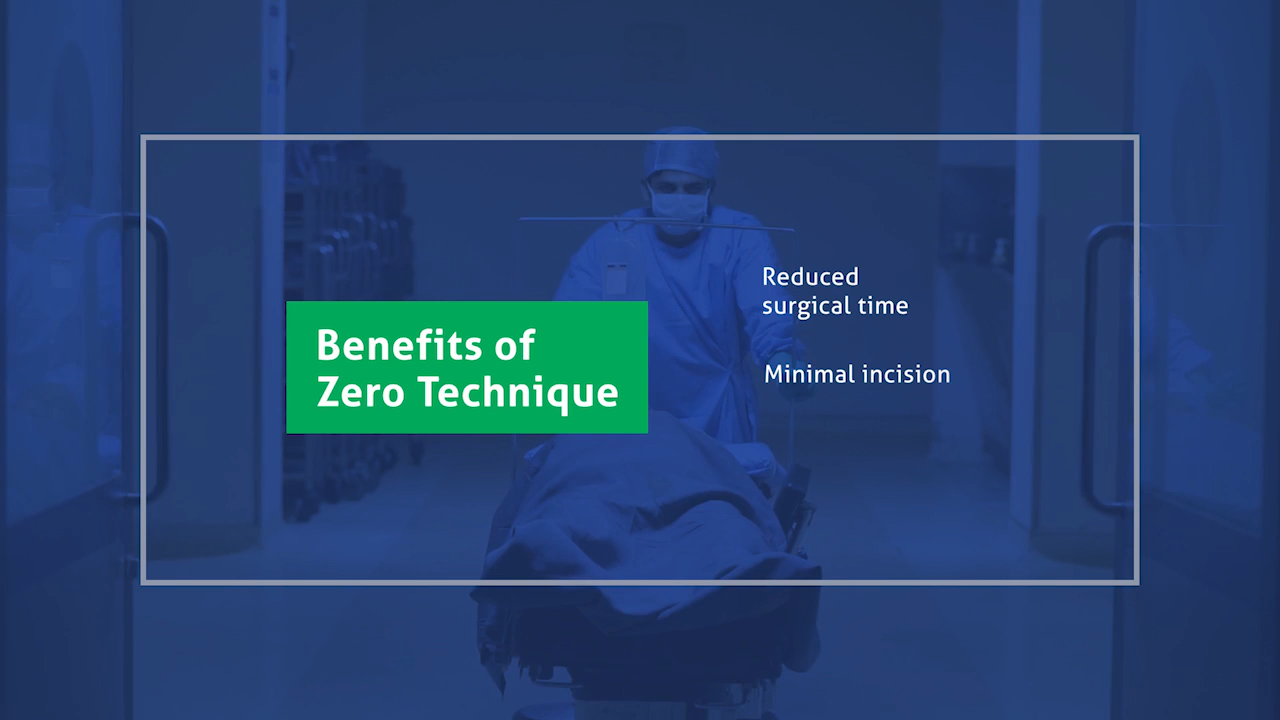 Benefits of
Zero Technique
Reduced
surgical time
Minimal incision